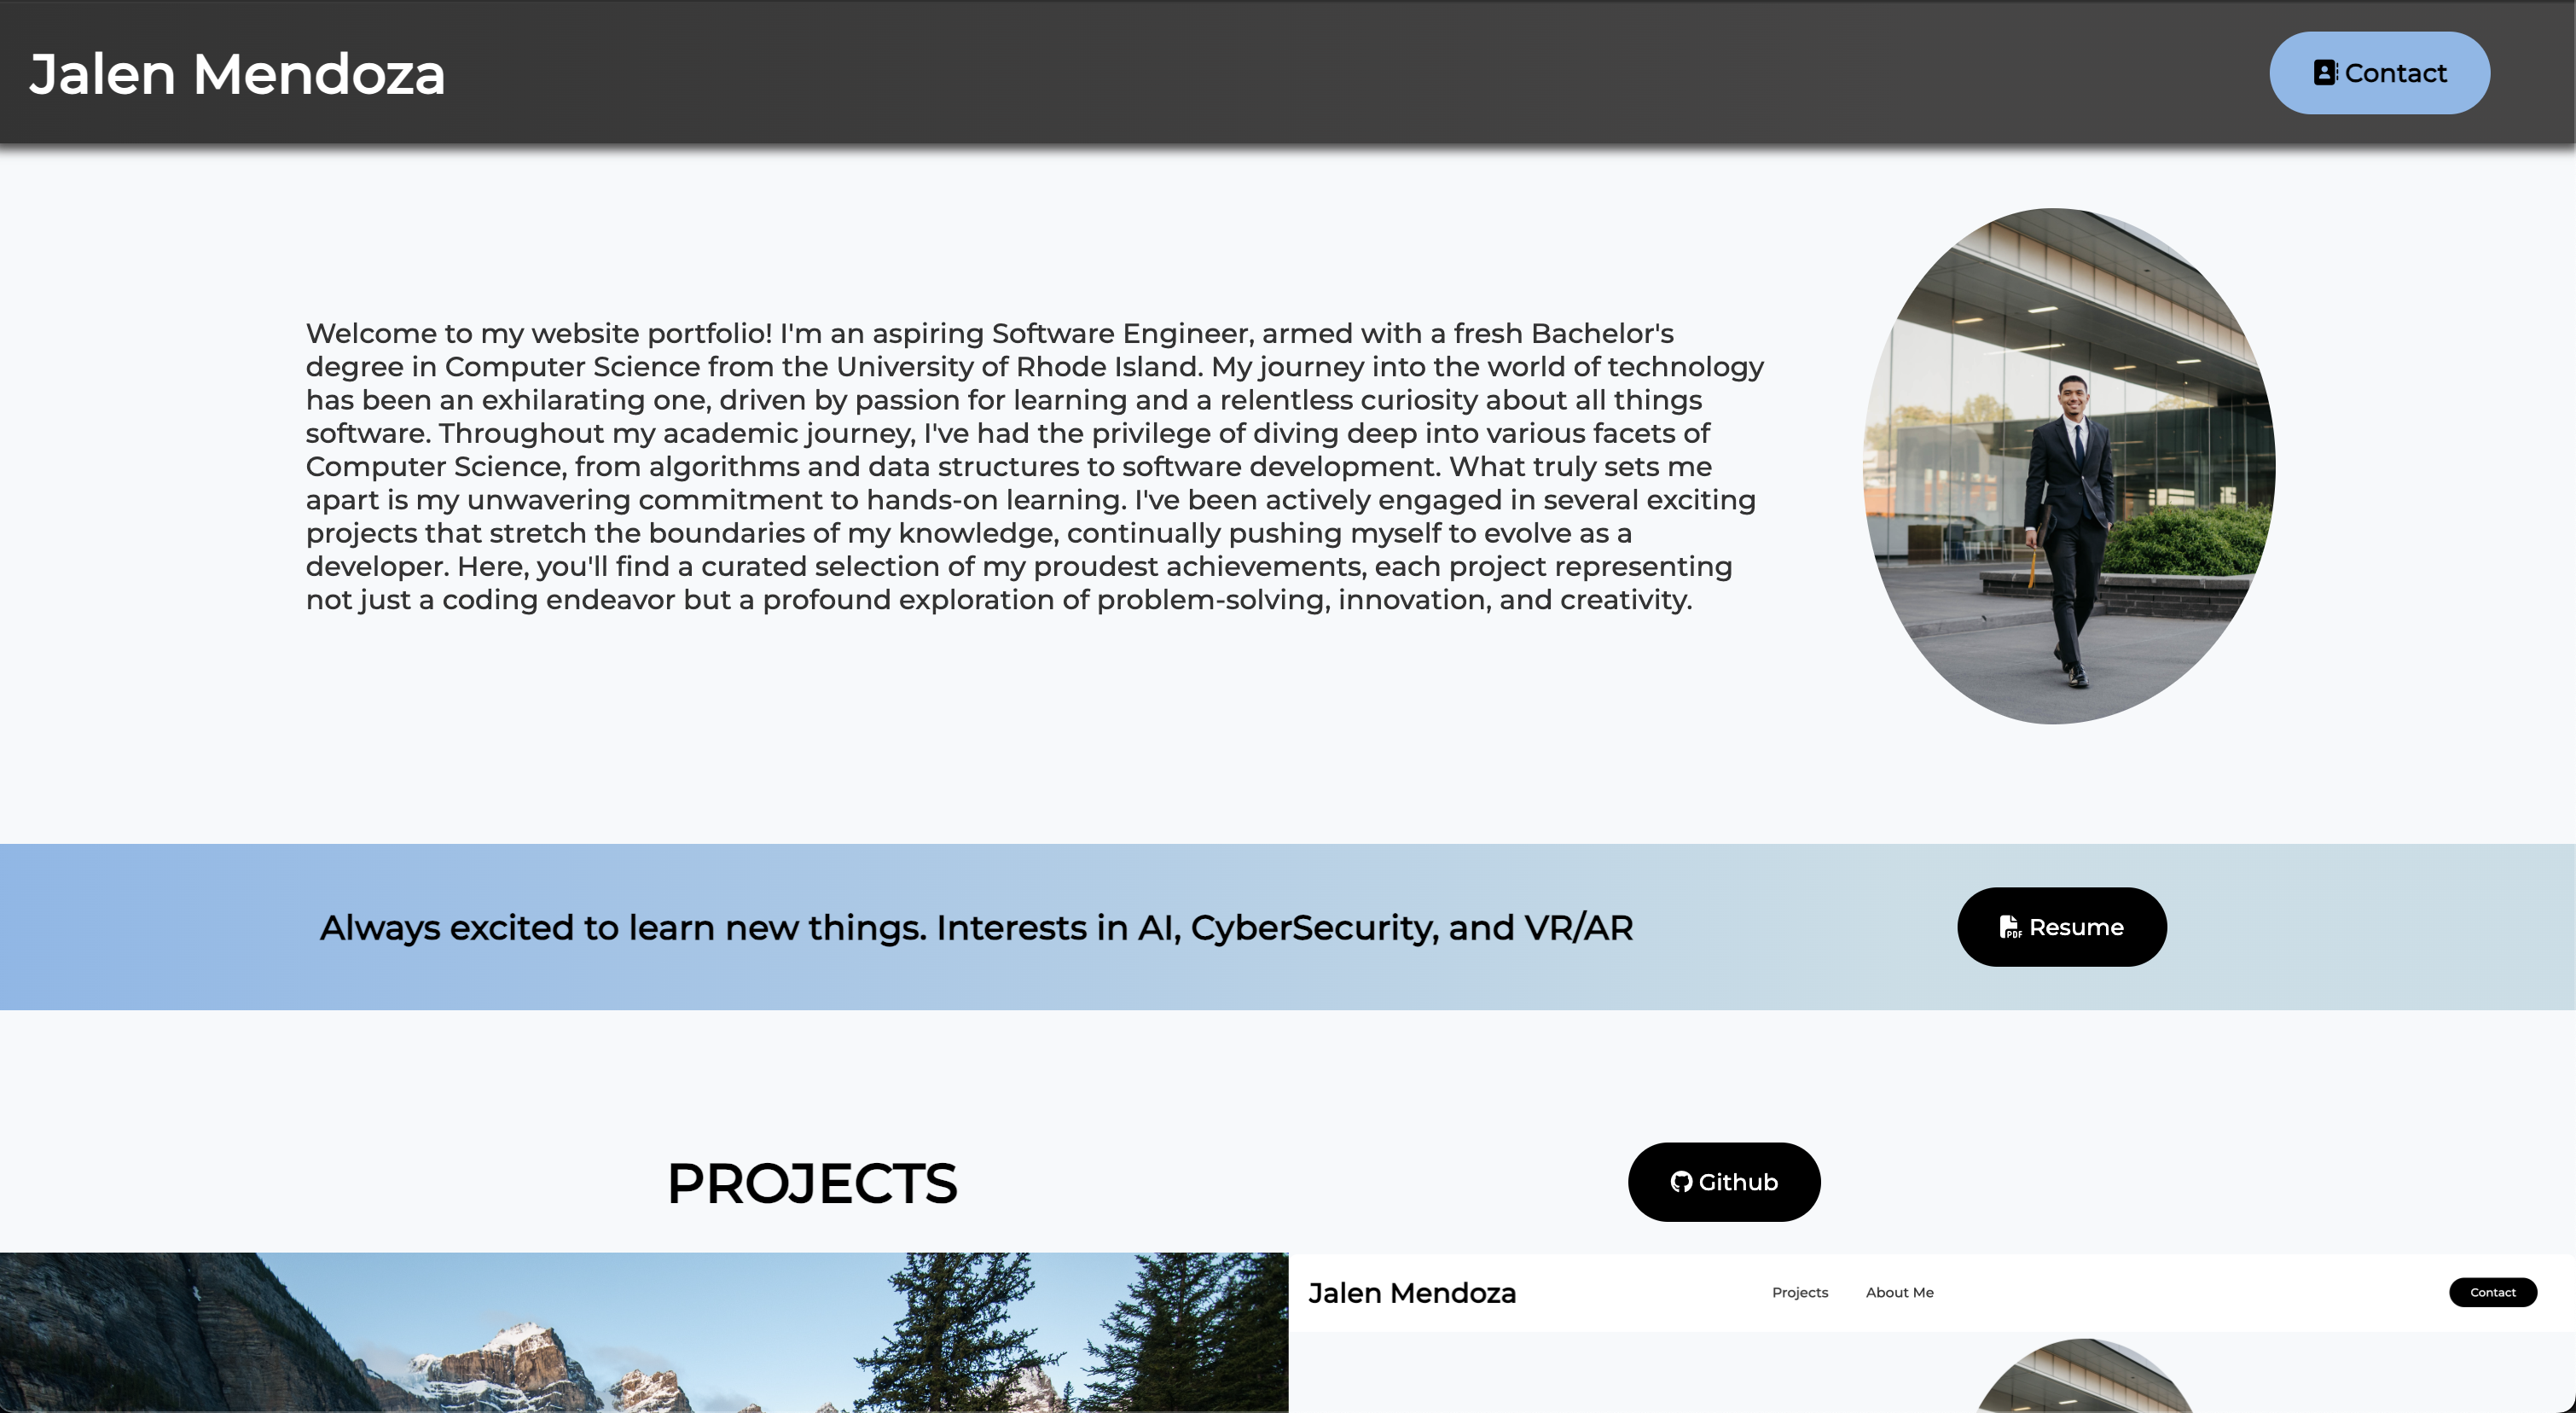 Jalen Mendoza
Contact
Welcome to my website portfolio! I'm an aspiring Software Engineer, armed with a fresh Bachelor's
degree in Computer Science from the University of Rhode Island. My journey into the world of technology
has been an exhilarating one, driven by passion for learning and a relentless curiosity about all things
software. Throughout my academic journey, I've had the privilege of diving deep into various facets of
Computer Science, from algorithms and data structures to software development. What truly sets me
apart is my unwavering commitment to hands-on learning. I've been actively engaged in several exciting
projects that stretch the boundaries of my knowledge, continually pushing myself to evolve as a
developer. Here, you'll find a curated selection of my proudest achievements, each project representing
not just a coding endeavor but a profound exploration of problem-solving, innovation, and creativity.
Always excited to learn new things. Interests in AI, CyberSecurity, and VR/AR
PDF Resume
PROJECTS
Github
Jalen Mendoza
Projects
About Me
Contact